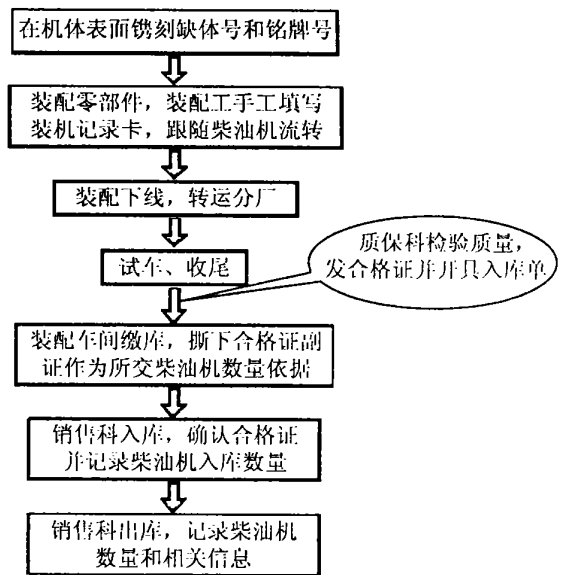 在机体表面镌刻缺体号和铭牌号
装配零部件，装配工手工填写
装机记录卡，跟随柴油机流转
装配下线，转运分厂
试车、收尾
质保科检验质量，
发合格证并开具入库单
装配车间缴库，撕下合格证副
证作为所交柴油机数量依据
销售科入库，确认合格证
并记录柴油机入库数量
销售科出库，记录柴油机
数量和相关信息